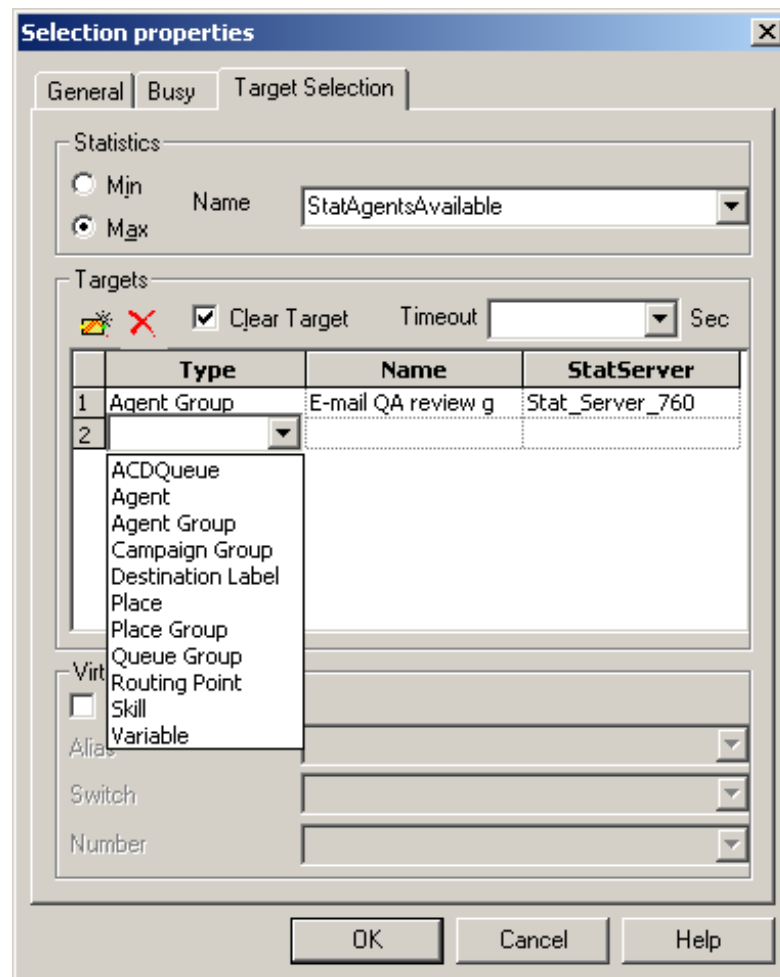 Selection properties
General Busy Target Selection
Statistics
Min
Max
Name StatAgentsAvailable
Targets
Clear Target Timeout Sec
Type Name StatServer
1 Agent Group E-mail QA review g Stat_Server_760
2
ACDQueue
Agent
Agent Group
Campaign Group
Destination Label
Place
Place Group
Queue Group
Routing Point
Skill
Variable
Virt
Alias
Switch
Number
OK Cancel Help